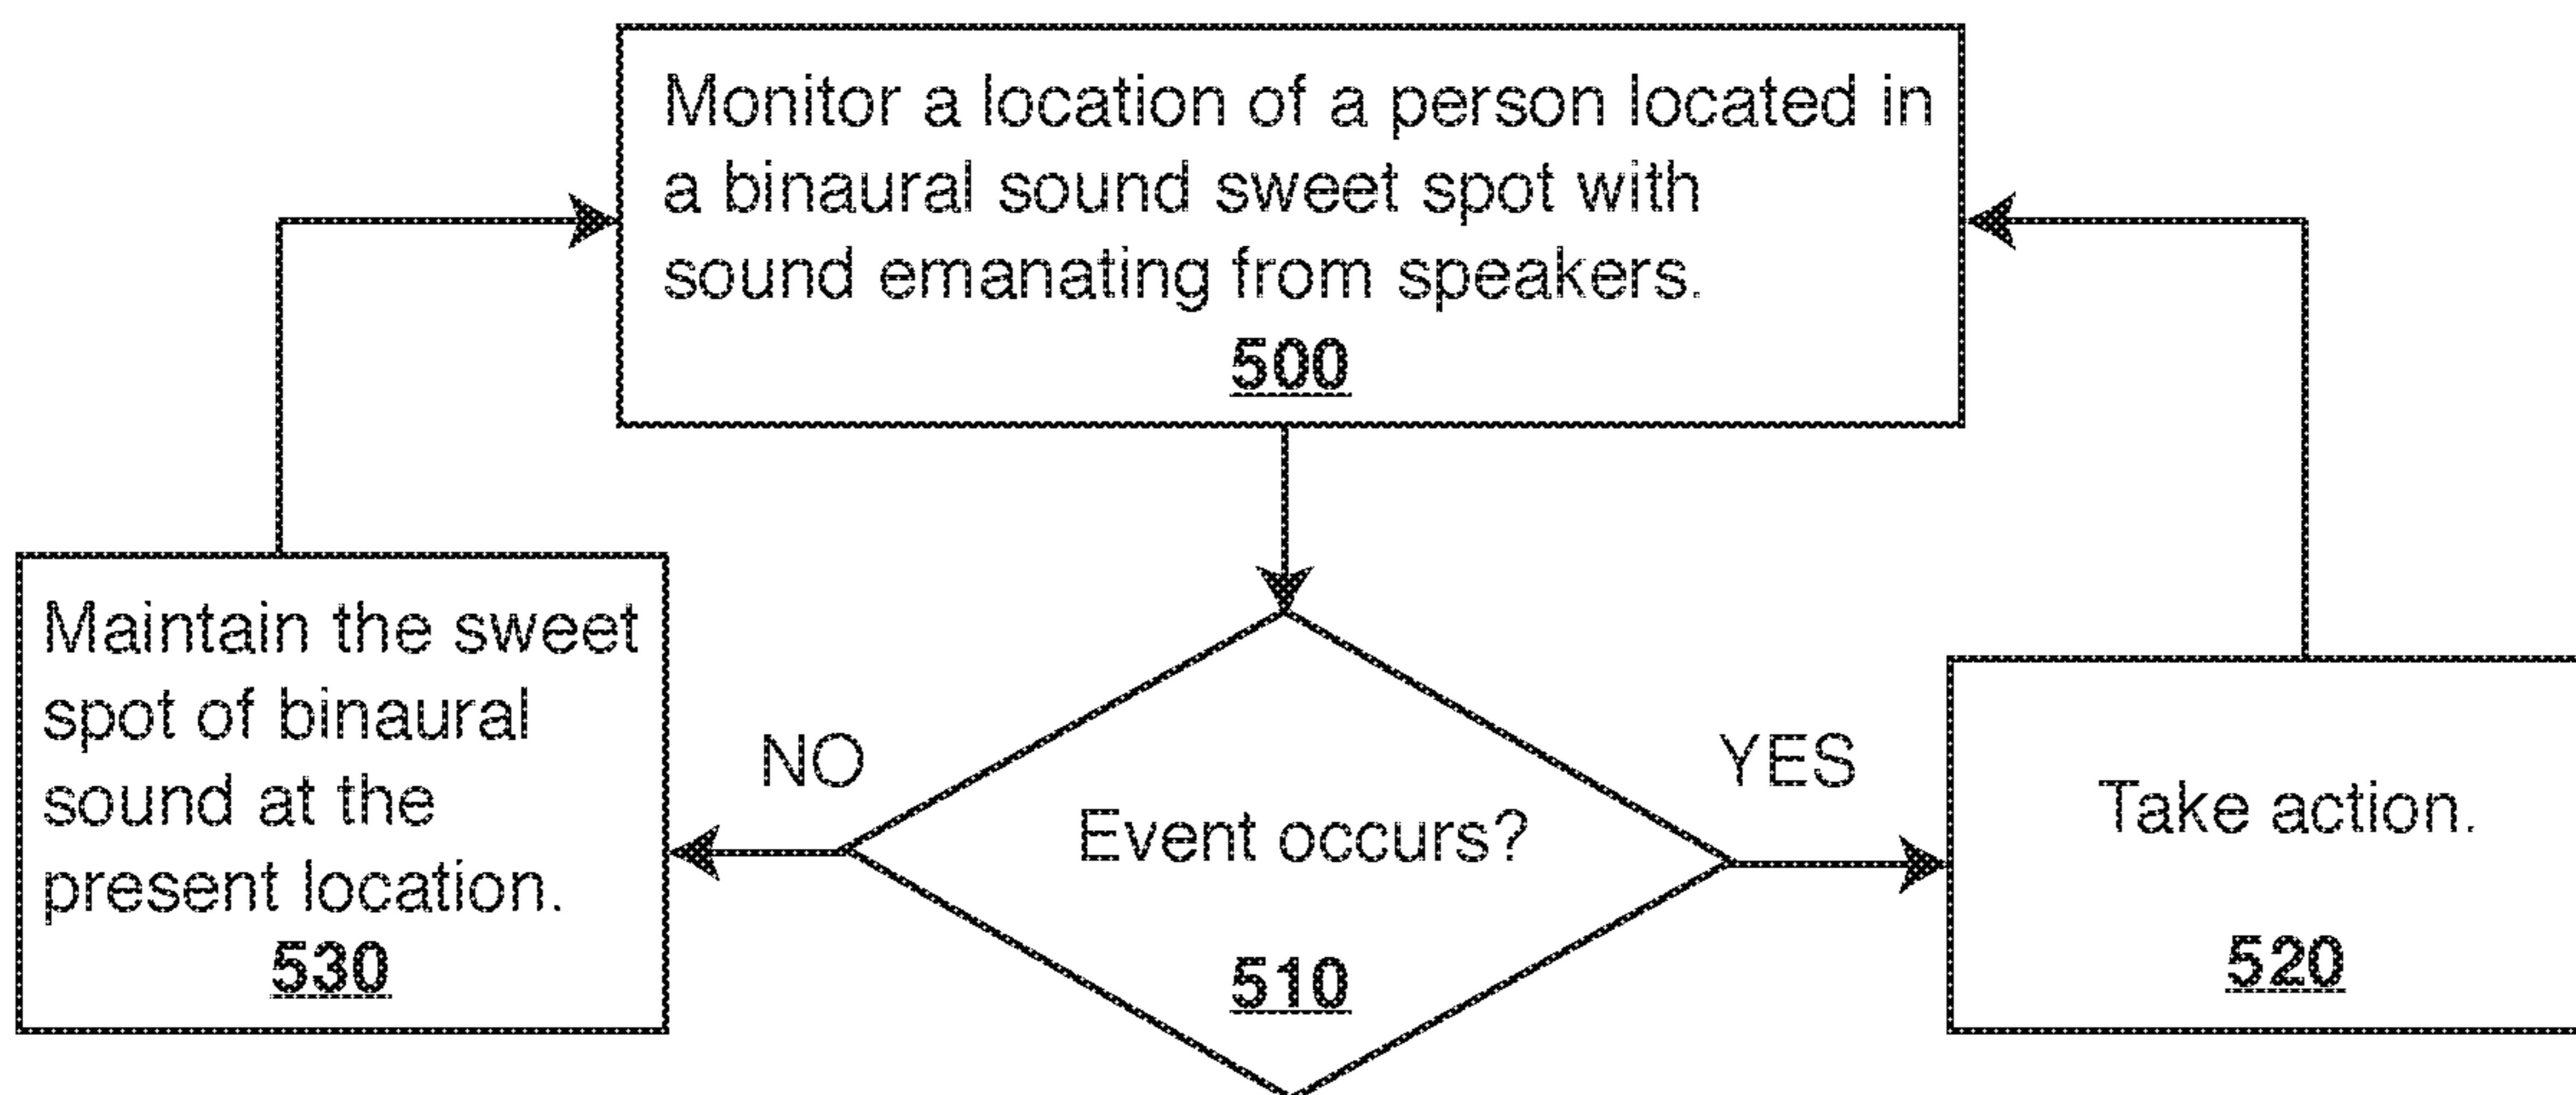 Monitor a location of a person located in
a binaural sound sweet spot with
sound emanating from speakers.
500
Maintain the sweet
spot of binaural
sound at the
present location.
530
NO
Event occurs?
510
YES
Take action.
520